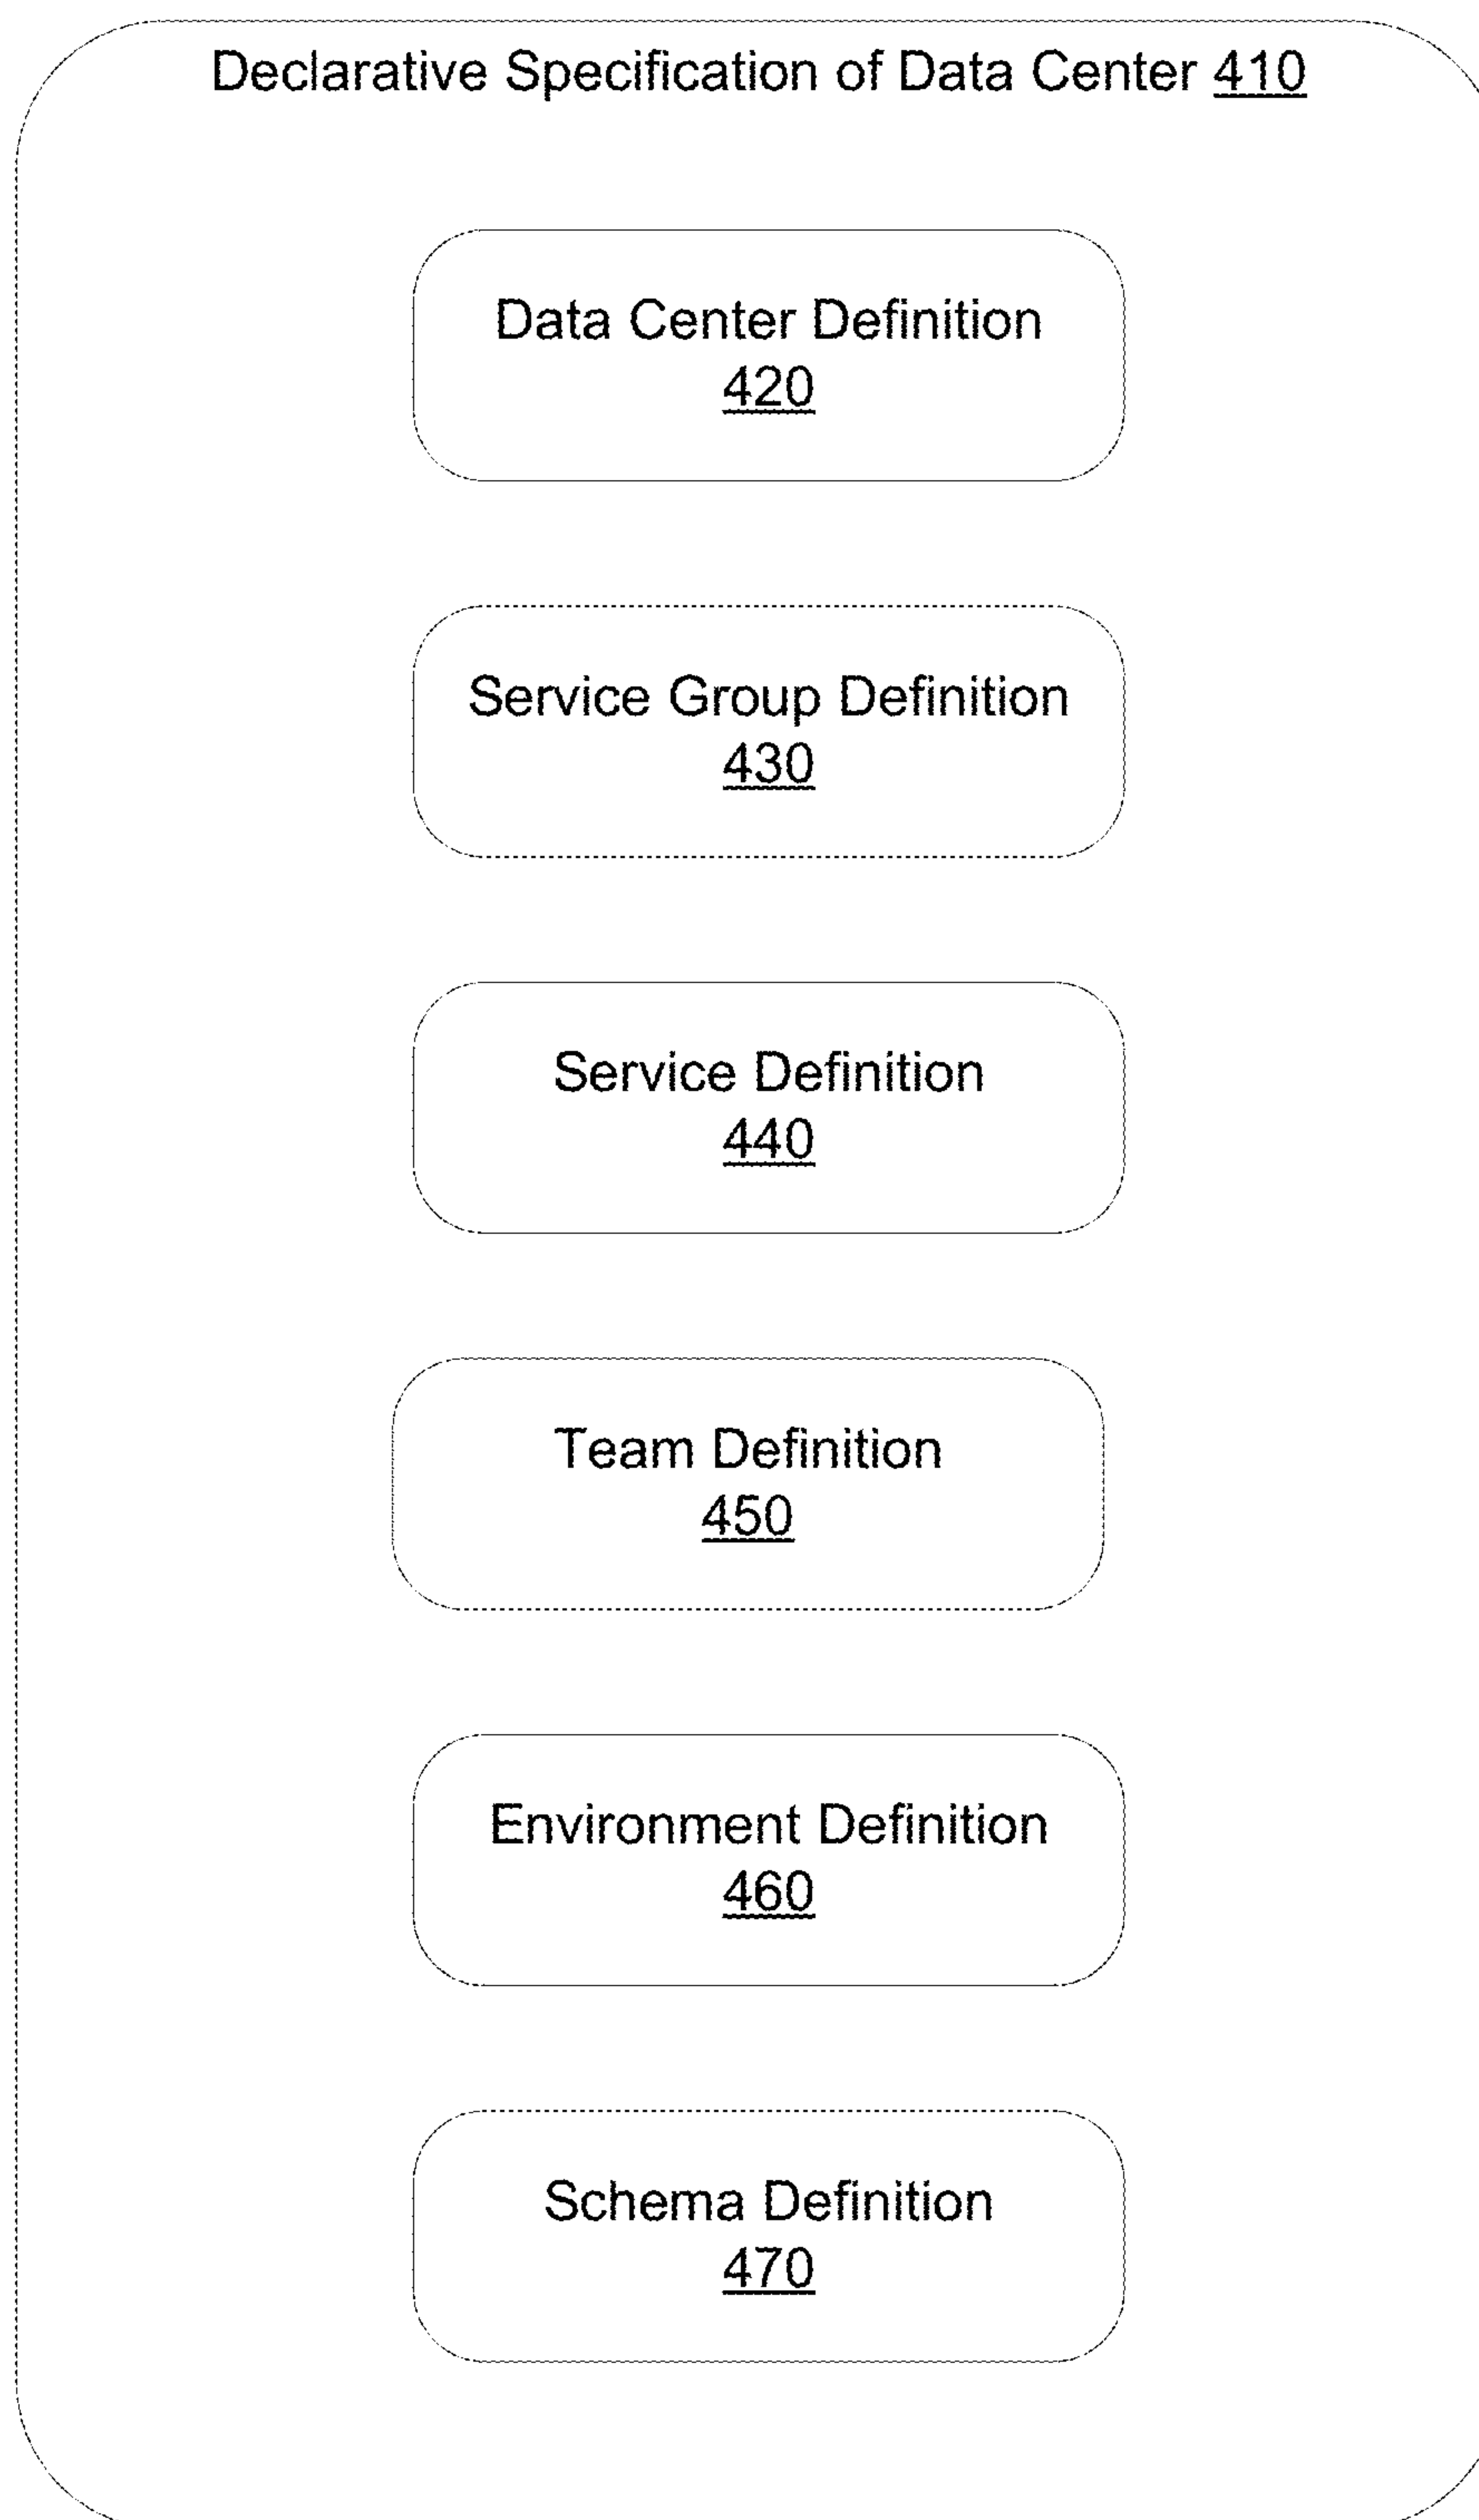 Declarative Specification of Data Center 410
Data Center Definition
420
Service Group Definition
430
Service Definition
440
Team Definition
450
Environment Definition
460
Schema Definition
470